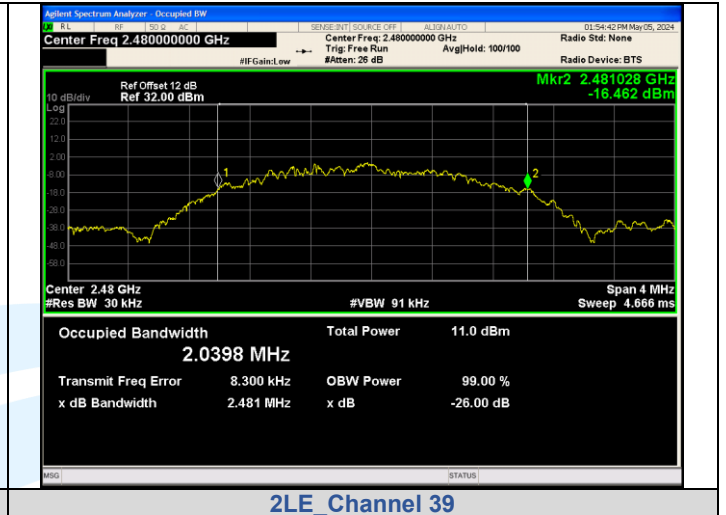 Agilent Spectrum Analyzer - Occupied BW
RL RF 50 Ω AC SENSE:INT SOURCE OFF ALIGN AUTO 01:54:42 PM May 05, 2024
Center Freq 2.480000000 GHz
Center Freq: 2.480000000 GHz
Radio Std: None
Trig: Free Run Avg|Hold: 100/100
#IFGain:Low #Atten: 26 dB Radio Device: BTS
Mkr2 2.481028 GHz
-16.462 dBm
Ref Offset 12 dB
10 dB/div Ref 32.00 dBm
Log
22.0
12.0
2.00
-8.00
-18.0
-28.0
-38.0
-48.0
-58.0
1
2
Center 2.48 GHz Span 4 MHz
#Res BW 30 kHz #VBW 91 kHz Sweep 4.666 ms
Occupied Bandwidth Total Power 11.0 dBm
2.0398 MHz
Transmit Freq Error 8.300 kHz OBW Power 99.00 %
x dB Bandwidth 2.481 MHz x dB -26.00 dB
MSG STATUS
2LE_Channel 39